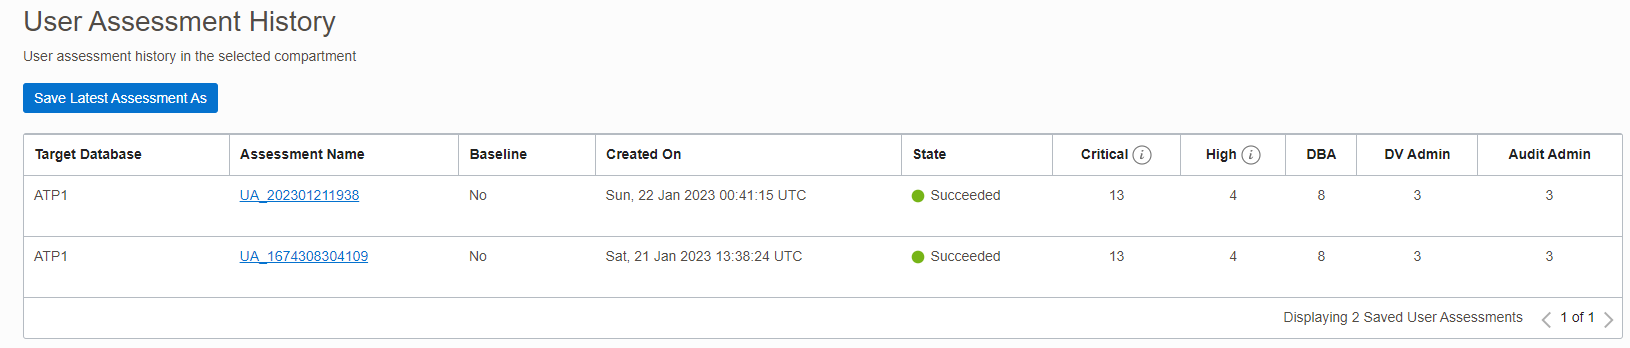 User Assessment History
User assessment history in the selected compartment
Save Latest Assessment As
Target Database Assessment Name Baseline Created On State Critical i High i DBA DV Admin Audit Admin
ATP1 UA_202301211938 No Sun, 22 Jan 2023 00:41:15 UTC Succeeded 13 4 8 3 3
ATP1 UA_1674308304109 No Sat, 21 Jan 2023 13:38:24 UTC Succeeded 13 4 8 3 3
Displaying 2 Saved User Assessments 1 of 1